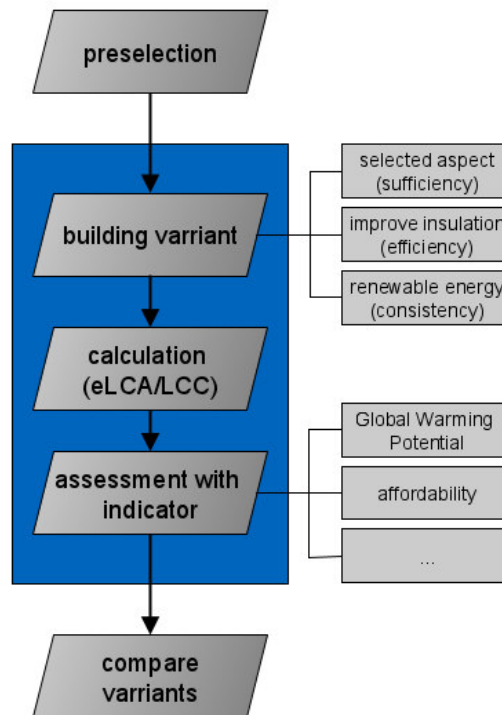 preselection
building varriant
selected aspect
(sufficiency)
improve insulation
(efficiency)
renewable energy
(consistency)
calculation
(eLCA/LCC)
assessment with
indicator
Global Warming
Potential
affordability
...
compare
varriants